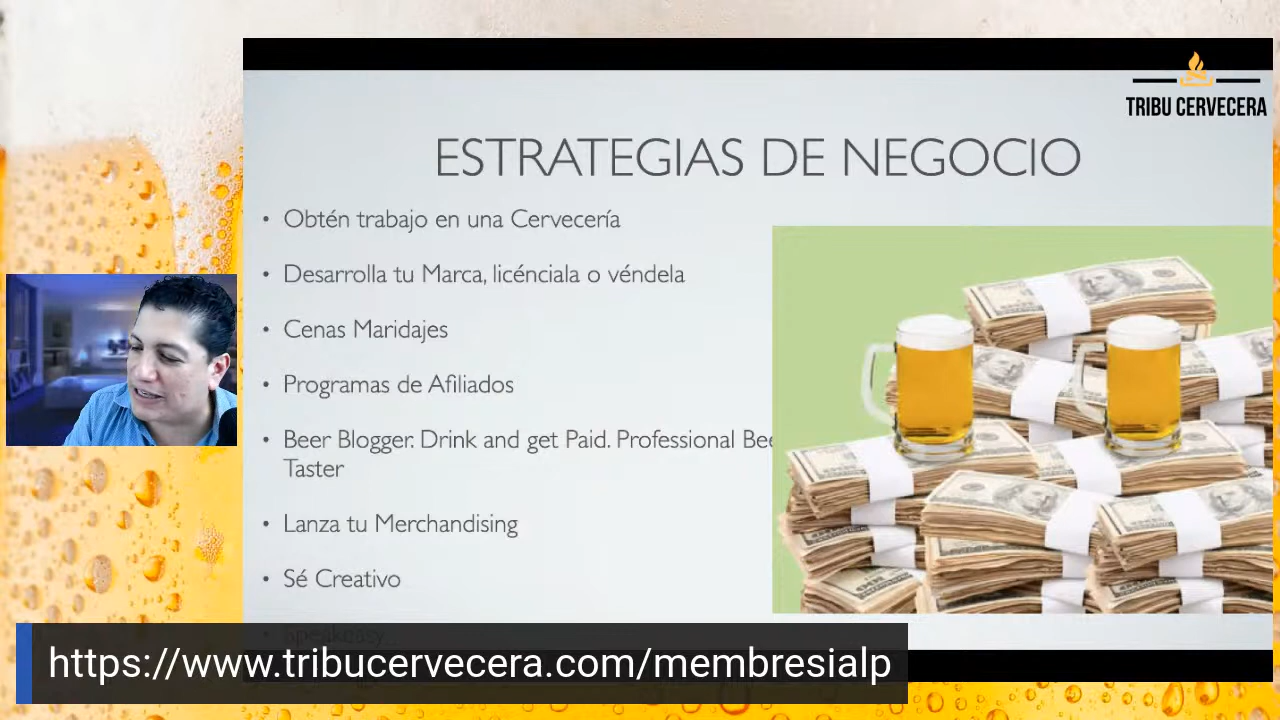 TRIBU CERVECERA
ESTRATEGIAS DE NEGOCIO
• Obtén trabajo en una Cervecería
• Desarrolla tu Marca, licénciala o véndela
• Cenas Maridajes
• Programas de Afiliados
• Beer Blogger. Drink and get Paid. Professional Bee
Taster
• Lanza tu Merchandising
• Sé Creativo
• Speakeasy
https://www.tribucervecera.com/membresialp